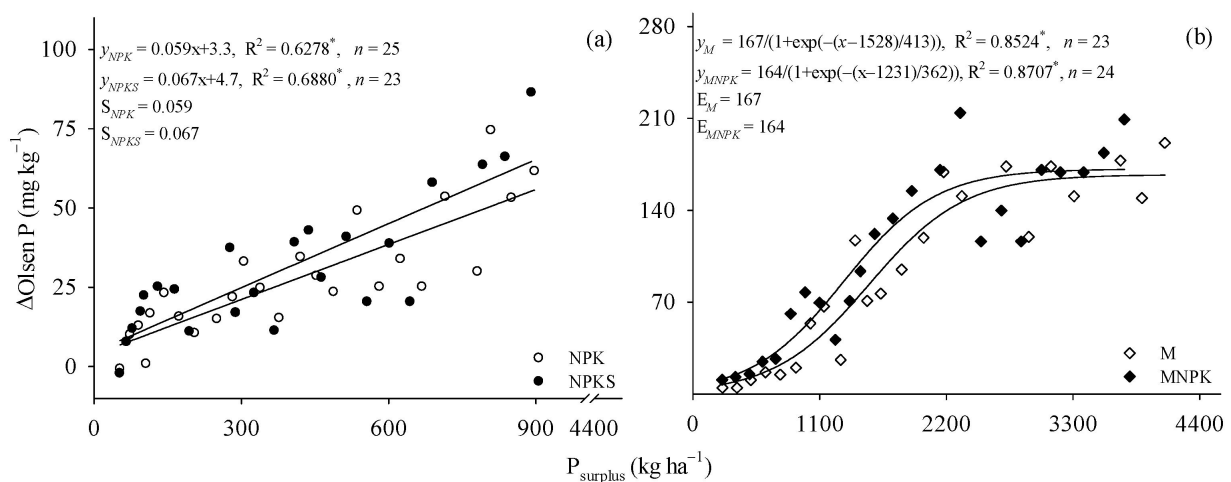 (a)
y_NPK = 0.059x+3.3, R² = 0.6278*, n = 25
y_NPKS = 0.067x+4.7, R² = 0.6880*, n = 23
S_NPK = 0.059
S_NPKS = 0.067
100
75
50
25
0
ΔOlsen P (mg kg⁻¹)
NPK
NPKS
0 300 600 900 4400
(b)
y_M = 167/(1+exp(−(x−1528)/413)), R² = 0.8524*, n = 23
y_MNPK = 164/(1+exp(−(x−1231)/362)), R² = 0.8707*, n = 24
E_M = 167
E_MNPK = 164
280
210
140
70
M
MNPK
0 1100 2200 3300 4400
P_surplus (kg ha⁻¹)